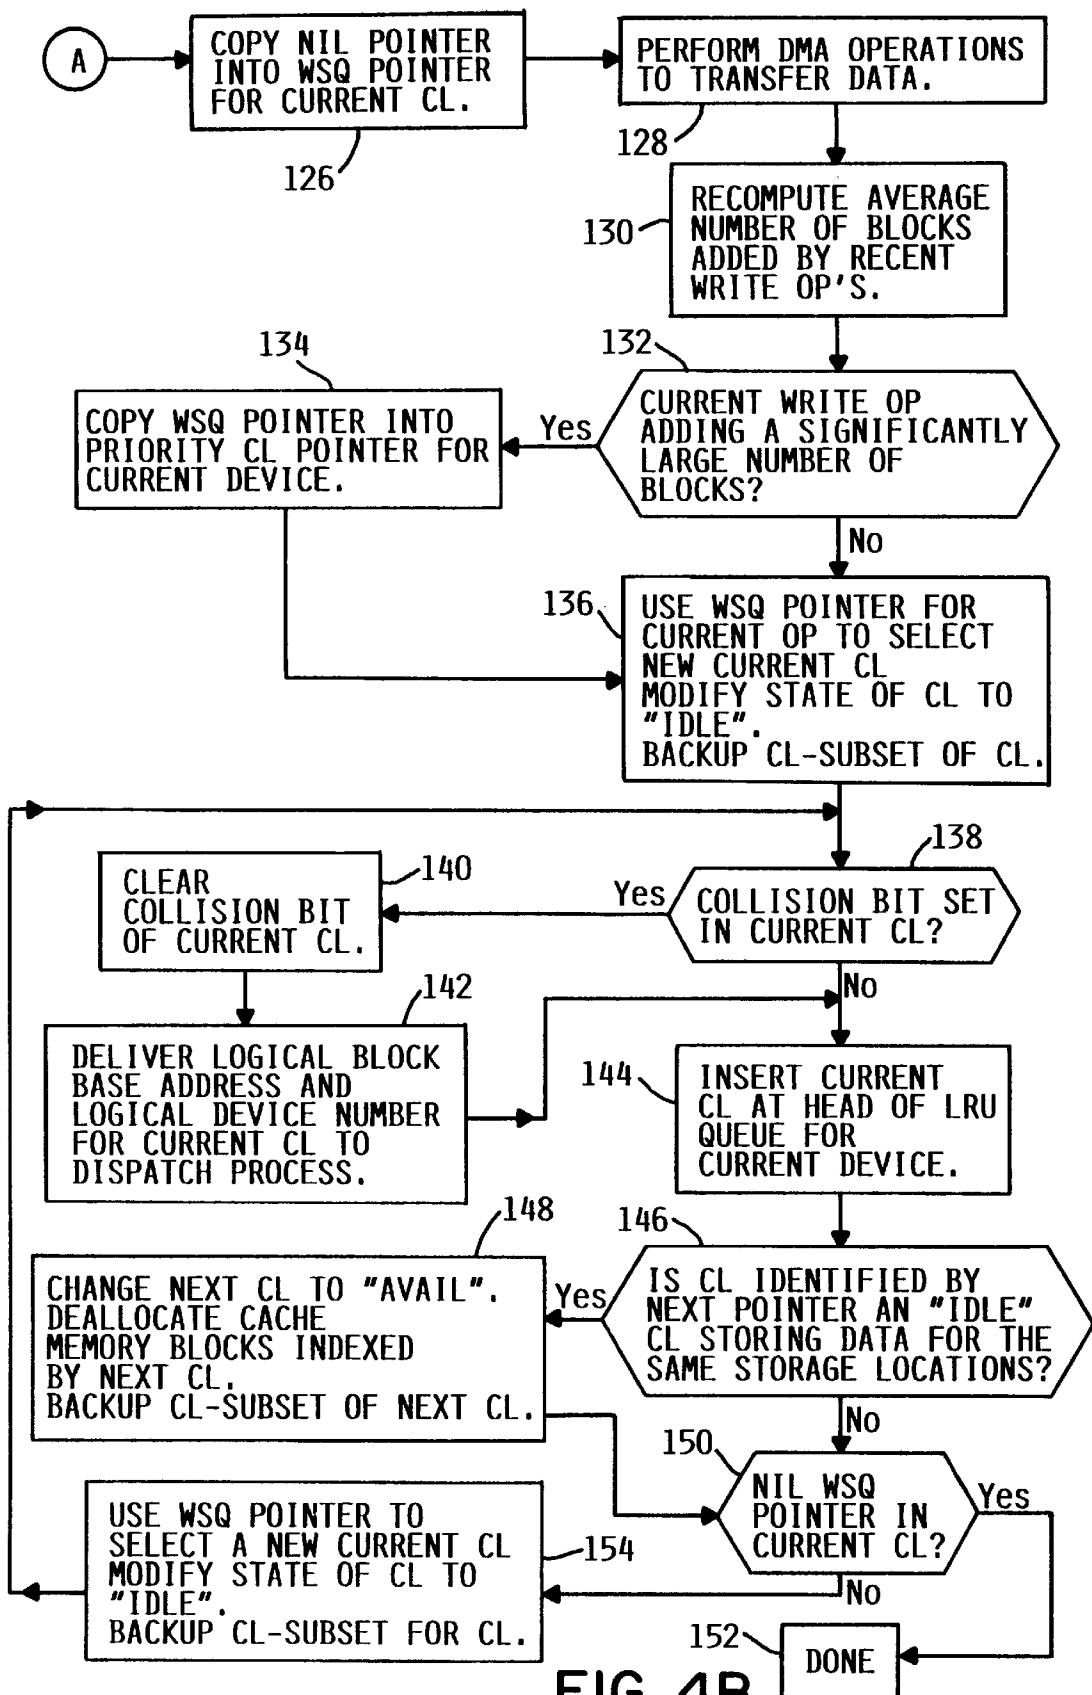 A
COPY NIL POINTER
INTO WSQ POINTER
FOR CURRENT CL.
126
PERFORM DMA OPERATIONS
TO TRANSFER DATA.
128
RECOMPUTE AVERAGE
NUMBER OF BLOCKS
ADDED BY RECENT
WRITE OP'S.
130
132
CURRENT WRITE OP
ADDING A SIGNIFICANTLY
LARGE NUMBER OF
BLOCKS?
Yes
No
134
COPY WSQ POINTER INTO
PRIORITY CL POINTER FOR
CURRENT DEVICE.
136
USE WSQ POINTER FOR
CURRENT OP TO SELECT
NEW CURRENT CL
MODIFY STATE OF CL TO
"IDLE".
BACKUP CL-SUBSET OF CL.
138
COLLISION BIT SET
IN CURRENT CL?
Yes
No
140
CLEAR
COLLISION BIT
OF CURRENT CL.
142
DELIVER LOGICAL BLOCK
BASE ADDRESS AND
LOGICAL DEVICE NUMBER
FOR CURRENT CL TO
DISPATCH PROCESS.
144
INSERT CURRENT
CL AT HEAD OF LRU
QUEUE FOR
CURRENT DEVICE.
146
IS CL IDENTIFIED BY
NEXT POINTER AN "IDLE"
CL STORING DATA FOR THE
SAME STORAGE LOCATIONS?
Yes
No
148
CHANGE NEXT CL TO "AVAIL".
DEALLOCATE CACHE
MEMORY BLOCKS INDEXED
BY NEXT CL.
BACKUP CL-SUBSET OF NEXT CL.
150
NIL WSQ
POINTER IN
CURRENT CL?
Yes
No
USE WSQ POINTER TO
SELECT A NEW CURRENT CL
MODIFY STATE OF CL TO
"IDLE".
BACKUP CL-SUBSET FOR CL.
154
152
DONE
FIG. 4B